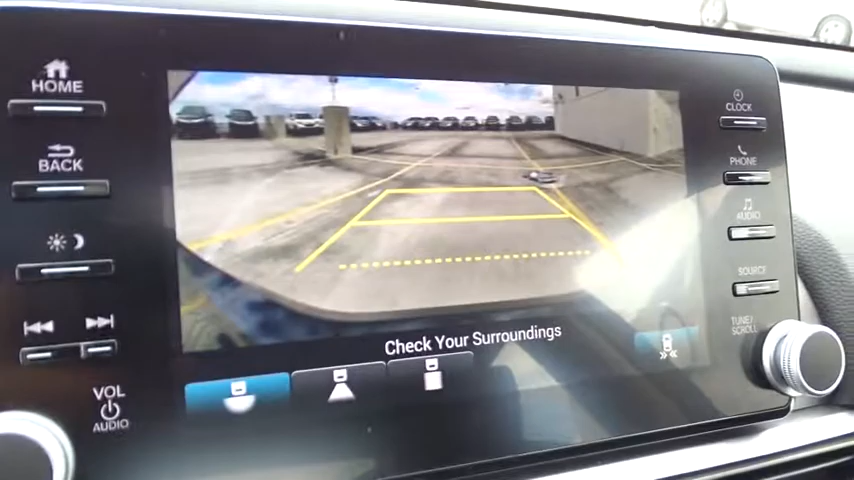 HOME
BACK
VOL
AUDIO
Check Your Surroundings
CLOCK
PHONE
AUDIO
SOURCE
TUNE/
SCROLL